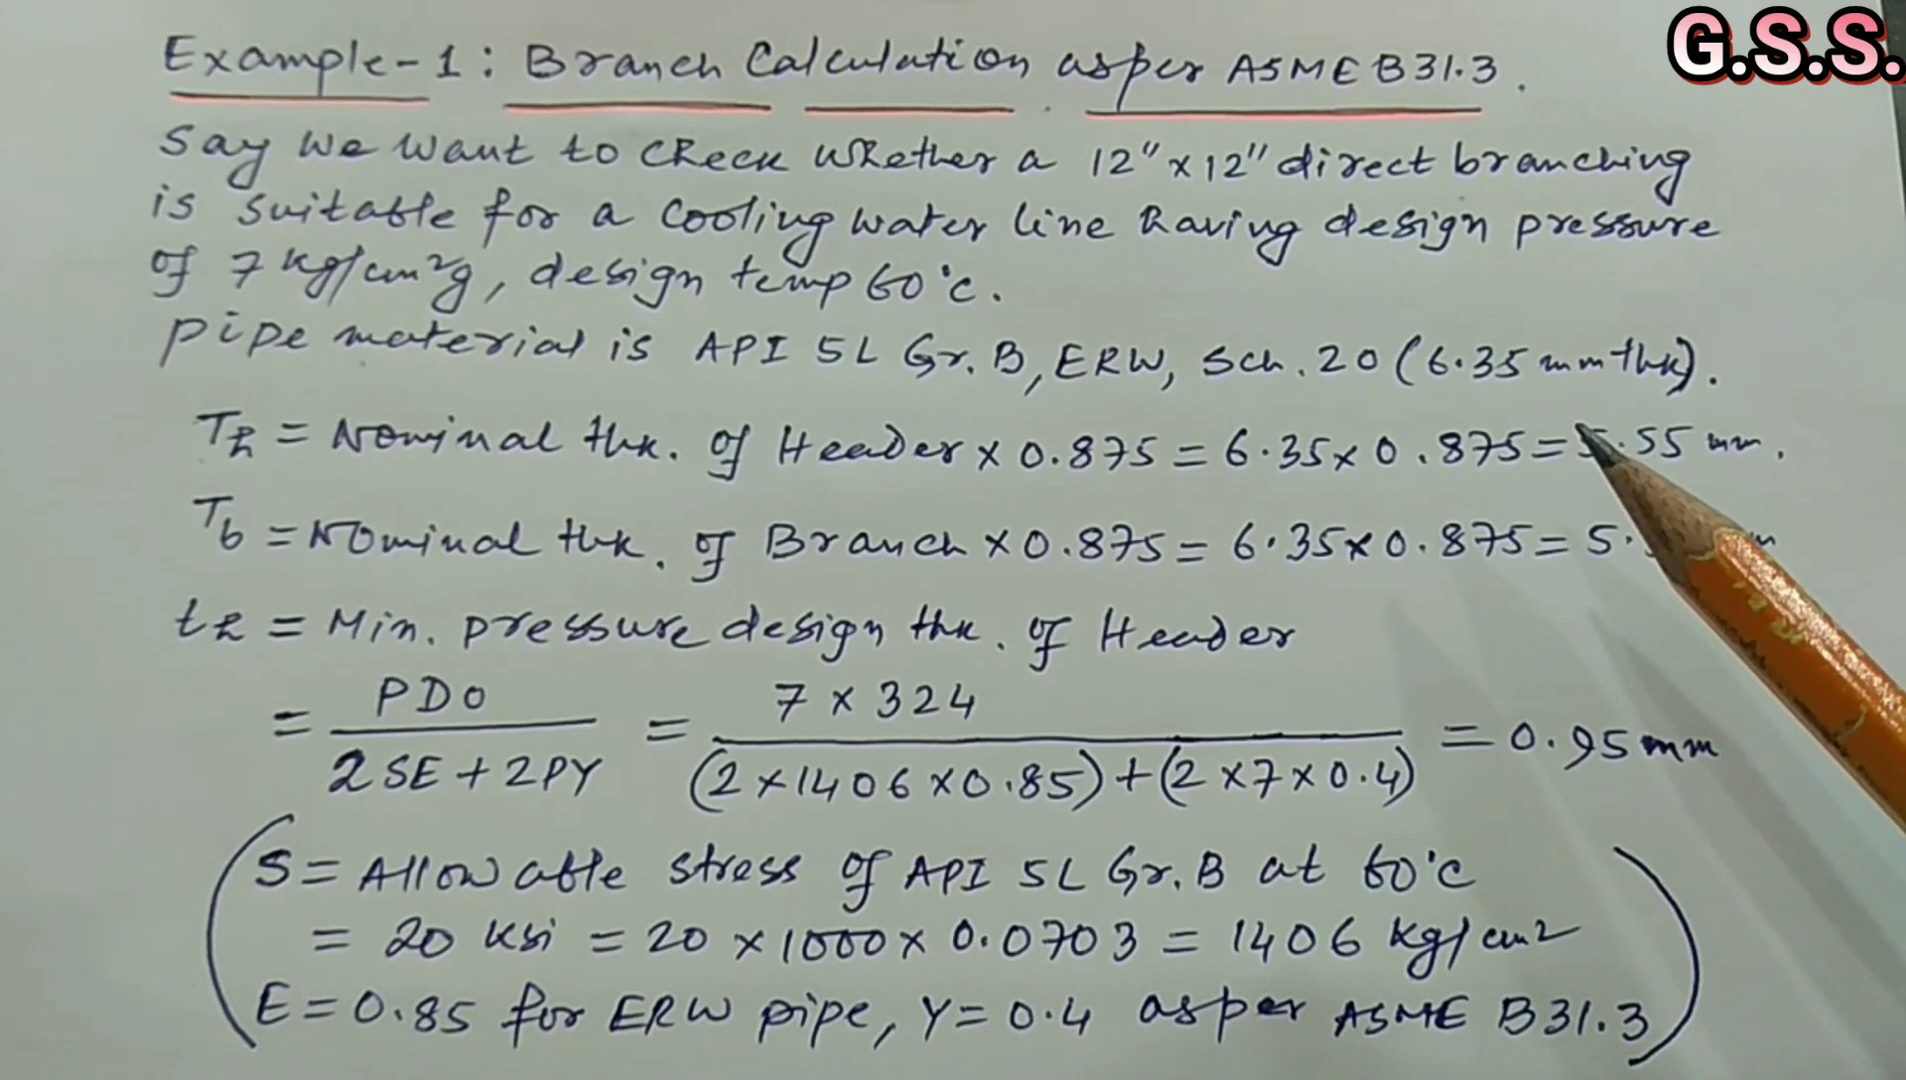 G.S.S.
Example-1: Branch Calculation as per ASME B31.3.
Say we want to check whether a 12"x12" direct branching
is suitable for a cooling water line having design pressure
of 7 kg/cm²g, design temp 60°c.
Pipe material is API 5L Gr. B, ERW, Sch. 20 (6.35 mm thk).
Th = Nominal thk. of Header x 0.875 = 6.35 x 0.875 = 5.55 mm.
Tb = Nominal thk. of Branch x 0.875 = 6.35 x 0.875 = 5.
th = Min. pressure design thk. of Header
= PDo / 2SE + 2PY = 7 x 324 / (2 x 1406 x 0.85) + (2 x 7 x 0.4) = 0.95 mm
(S = Allowable stress of API 5L Gr. B at 60°c
= 20 ksi = 20 x 1000 x 0.0703 = 1406 kg/cm2
E = 0.85 for ERW pipe, Y = 0.4 as per ASME B31.3)